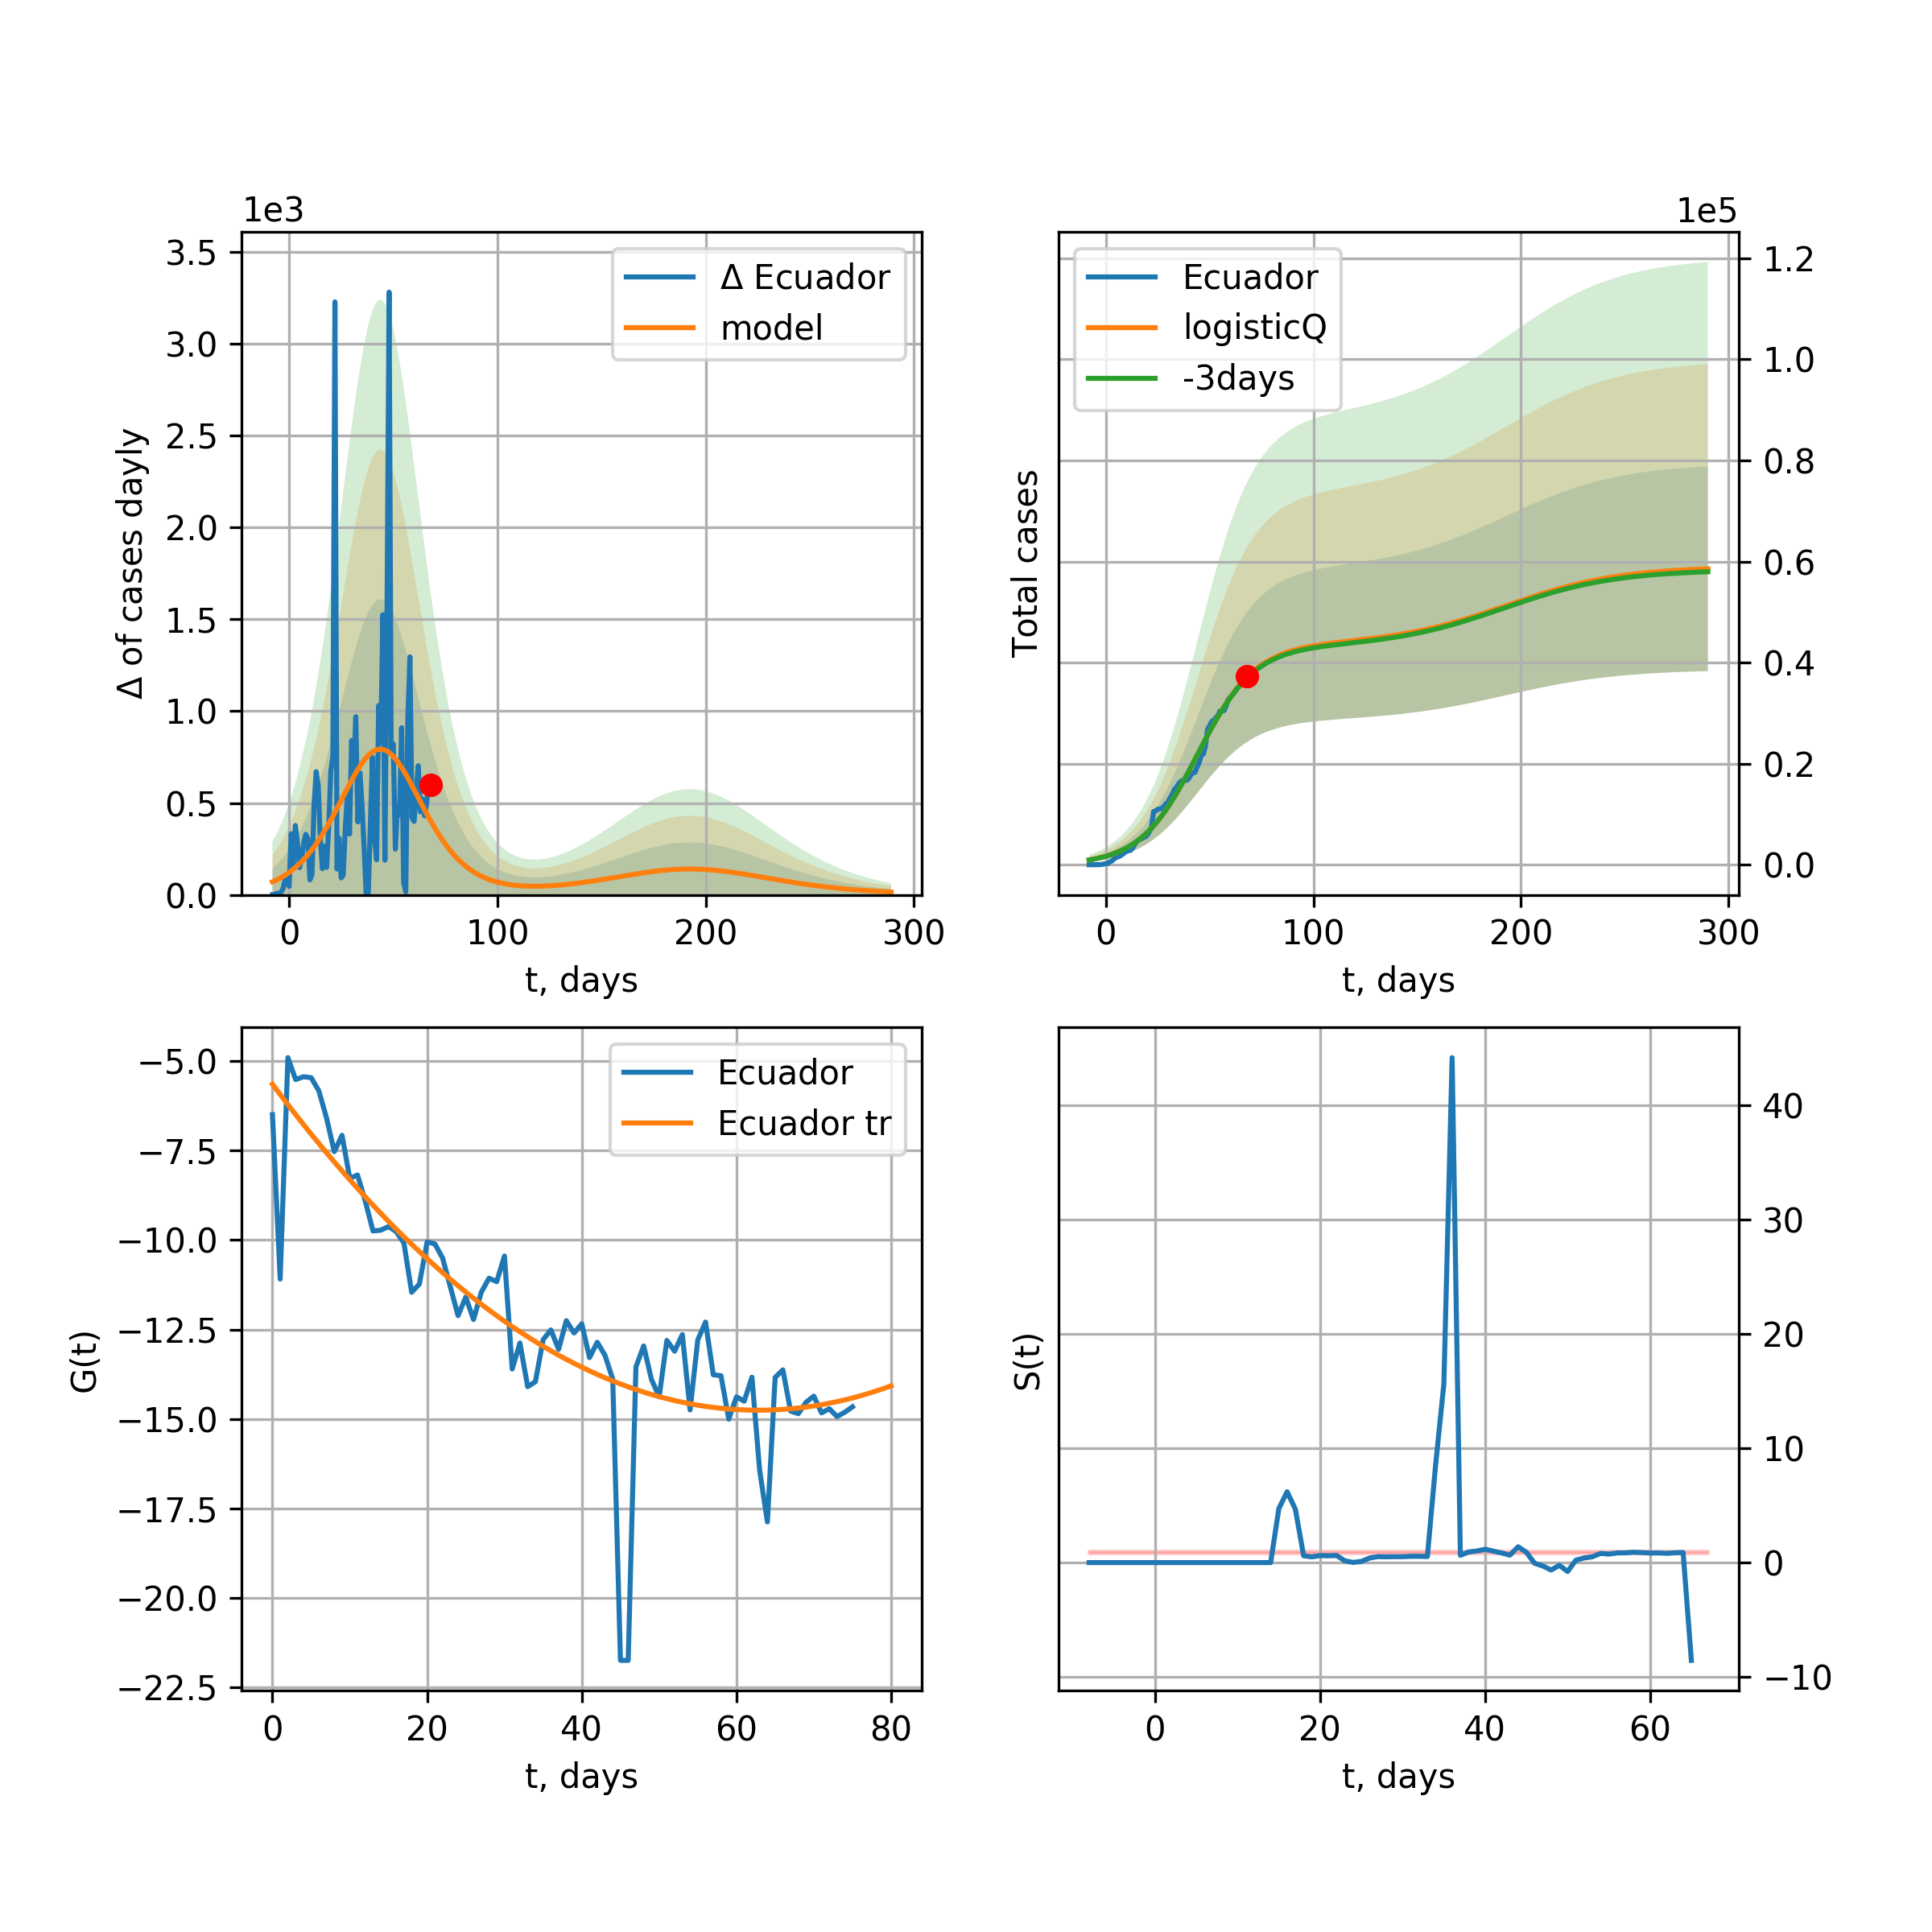 1e3
3.5
3.0
2.5
2.0
1.5
1.0
0.5
0.0
Δ of cases dayly
Δ Ecuador
model
0 100 200 300
t, days
1e5
Ecuador
logisticQ
-3days
Total cases
1.2
1.0
0.8
0.6
0.4
0.2
0.0
0 100 200 300
t, days
−5.0
−7.5
−10.0
−12.5
−15.0
−17.5
−20.0
−22.5
G(t)
Ecuador
Ecuador tr
0 20 40 60 80
t, days
S(t)
40
30
20
10
0
−10
0 20 40 60
t, days